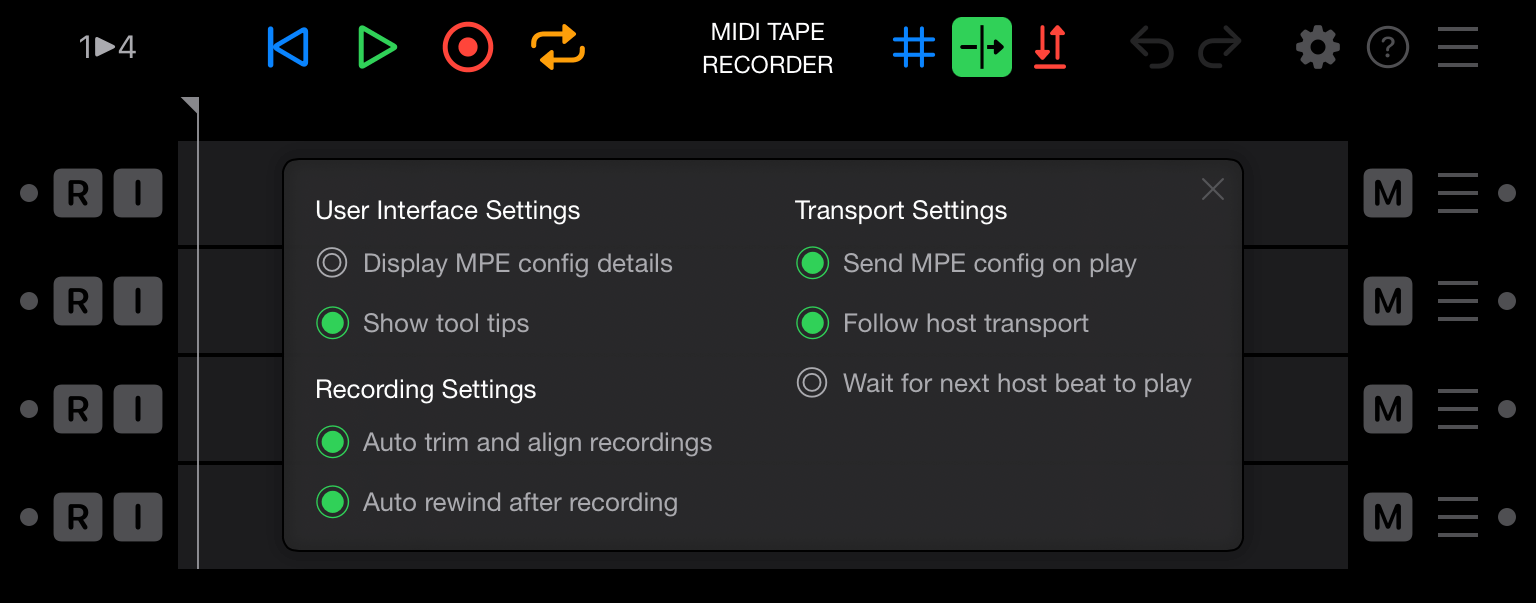 1▶4
MIDI TAPE
RECORDER
?
R I
M
R I
M
R I
M
R I
M
User Interface Settings
Display MPE config details
Show tool tips
Recording Settings
Auto trim and align recordings
Auto rewind after recording
Transport Settings
Send MPE config on play
Follow host transport
Wait for next host beat to play